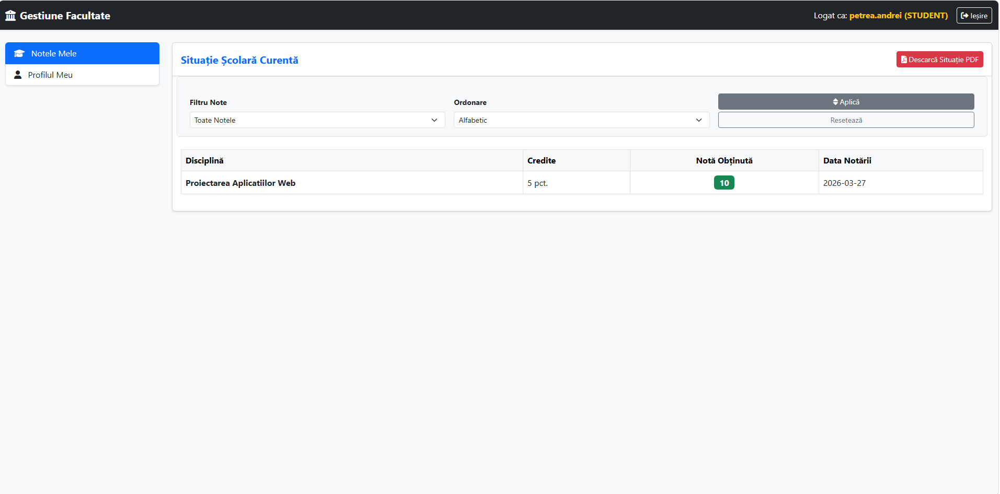 Gestiune Facultate
Logat ca: petrea.andrei (STUDENT)
Ieșire
Notele Mele
Profilul Meu
Situație Școlară Curentă
Descarcă Situație PDF
Filtru Note
Toate Notele
Ordonare
Alfabetic
Aplică
Resetează
Disciplină Credite Notă Obținută Data Notării
Proiectarea Aplicatiilor Web 5 pct. 10 2026-03-27